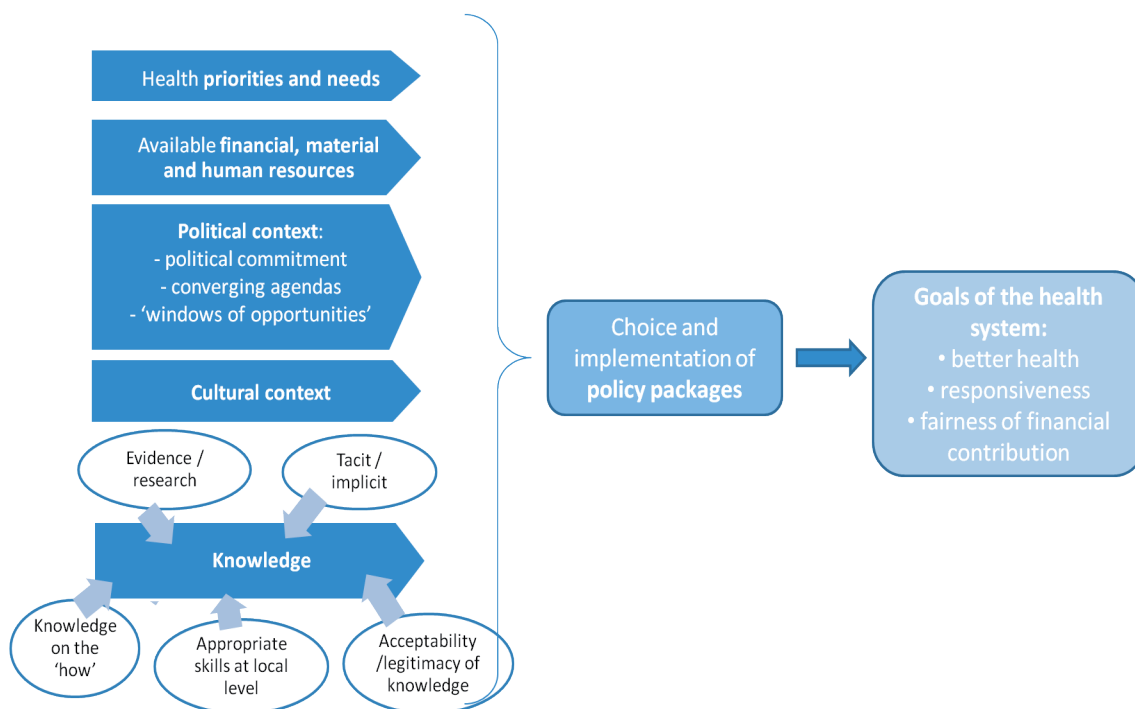 Health priorities and needs
Available financial, material
and human resources
Political context:
- political commitment
- converging agendas
- ‘windows of opportunities’
Cultural context
Evidence /
research
Tacit /
implicit
Knowledge
Knowledge
on the
‘how’
Appropriate
skills at local
level
Acceptability
/legitimacy of
knowledge
Choice and
implementation of
policy packages
Goals of the health
system:
• better health
• responsiveness
• fairness of financial
contribution